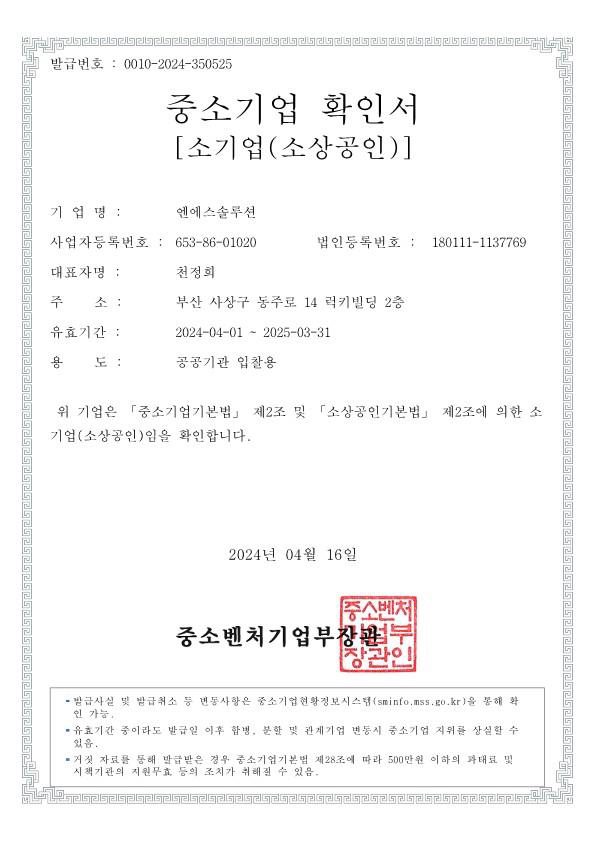 발급번호 : 0010-2024-350525
중소기업 확인서
[소기업(소상공인)]
기 업 명 : 엔에스솔루션
사업자등록번호 : 653-86-01020 법인등록번호 : 180111-1137769
대표자명 : 천정희
주 소 : 부산 사상구 동주로 14 럭키빌딩 2층
유효기간 : 2024-04-01 ~ 2025-03-31
용 도 : 공공기관 입찰용
위 기업은 「중소기업기본법」 제2조 및 「소상공인기본법」 제2조에 의한 소
기업(소상공인)임을 확인합니다.
2024년 04월 16일
중소벤처기업부장관
중소벤처
기업부
장관인
발급사실 및 발급취소 등 변동사항은 중소기업현황정보시스템(sminfo.mss.go.kr)을 통해 확
인 가능.
유효기간 중이라도 발급일 이후 합병, 분할 및 관계기업 변동시 중소기업 지위를 상실할 수
있음.
거짓 자료를 통해 발급받은 경우 중소기업기본법 제28조에 따라 500만원 이하의 과태료 및
시책기관의 지원무효 등의 조치가 취해질 수 있음.